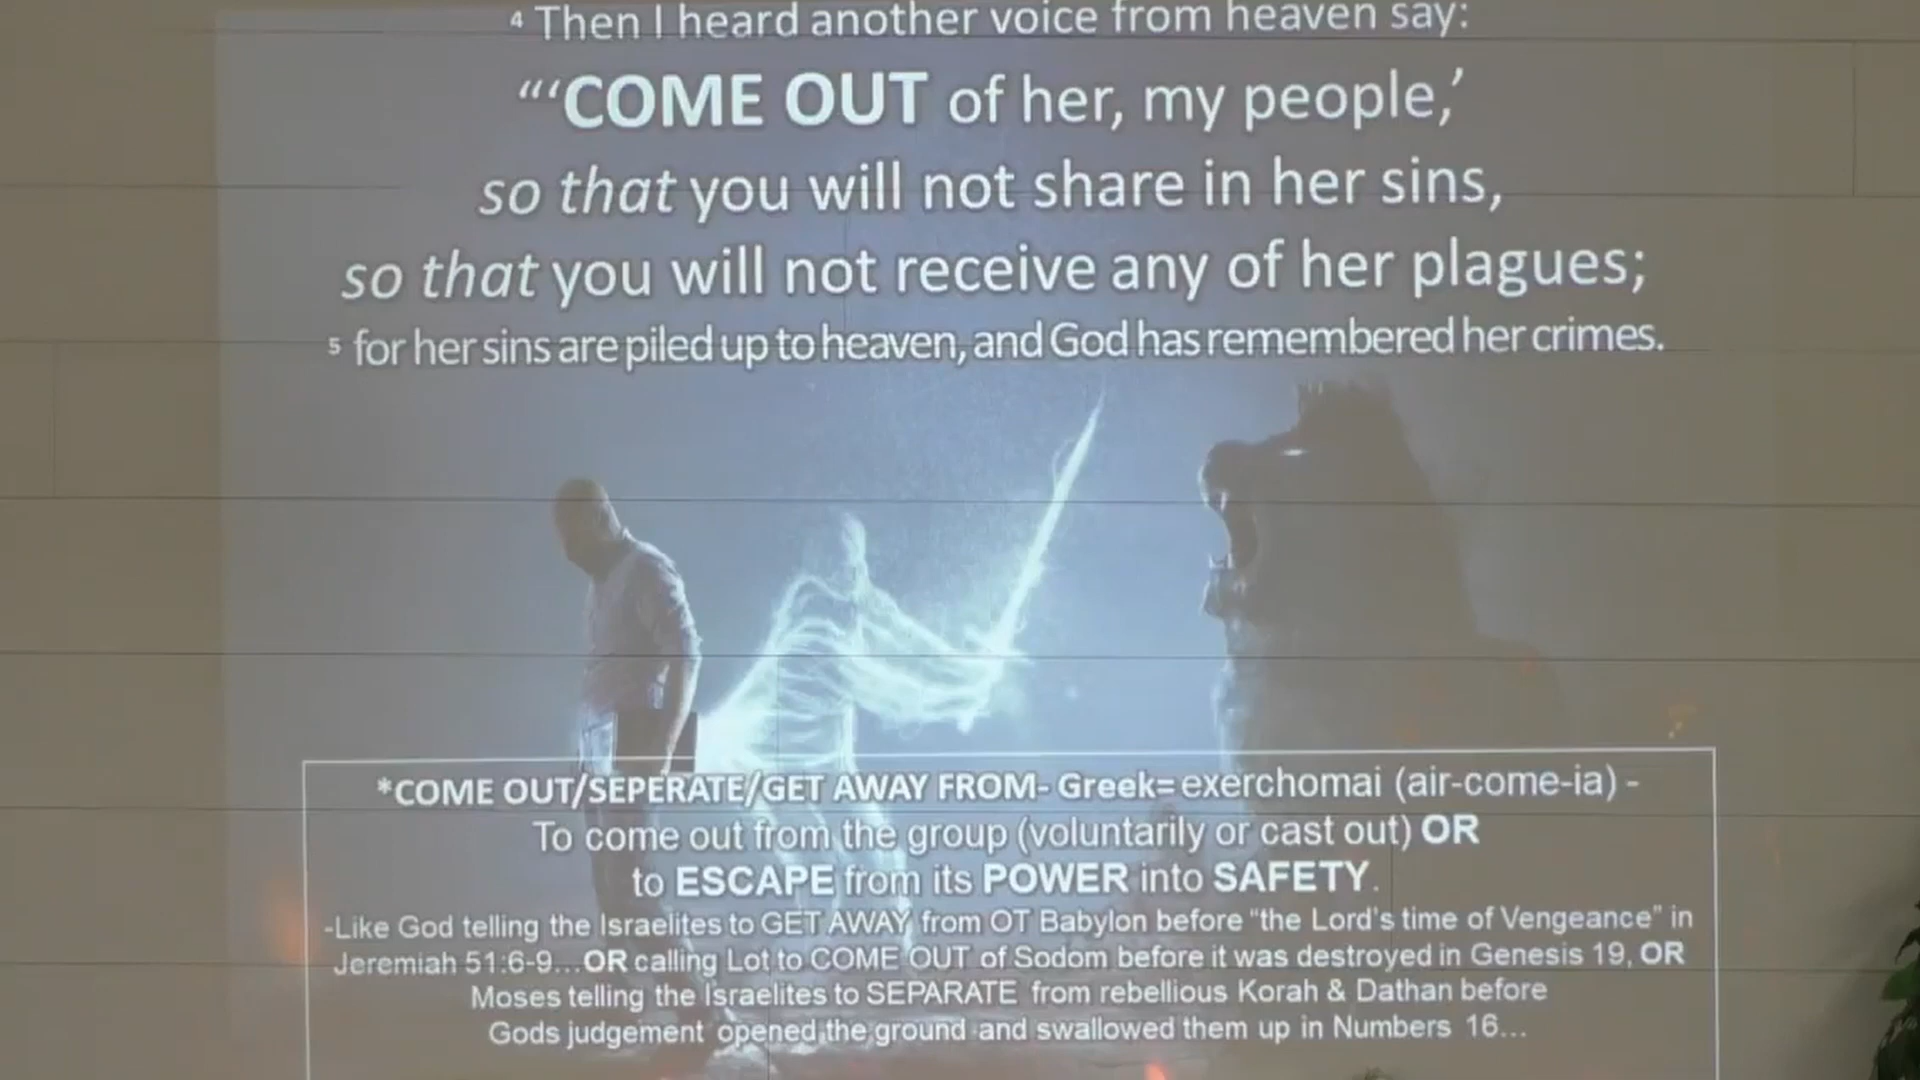 ⁴ Then I heard another voice from heaven say:
“‘COME OUT of her, my people,’
so that you will not share in her sins,
so that you will not receive any of her plagues;
⁵ for her sins are piled up to heaven, and God has remembered her crimes.
*COME OUT/SEPERATE/GET AWAY FROM- Greek= exerchomai (air-come-ia) -
To come out from the group (voluntarily or cast out) OR
to ESCAPE from its POWER into SAFETY.
-Like God telling the Israelites to GET AWAY from OT Babylon before “the Lord's time of Vengeance” in
Jeremiah 51:6-9...OR calling Lot to COME OUT of Sodom before it was destroyed in Genesis 19, OR
Moses telling the Israelites to SEPARATE from rebellious Korah & Dathan before
Gods judgement opened the ground and swallowed them up in Numbers 16...